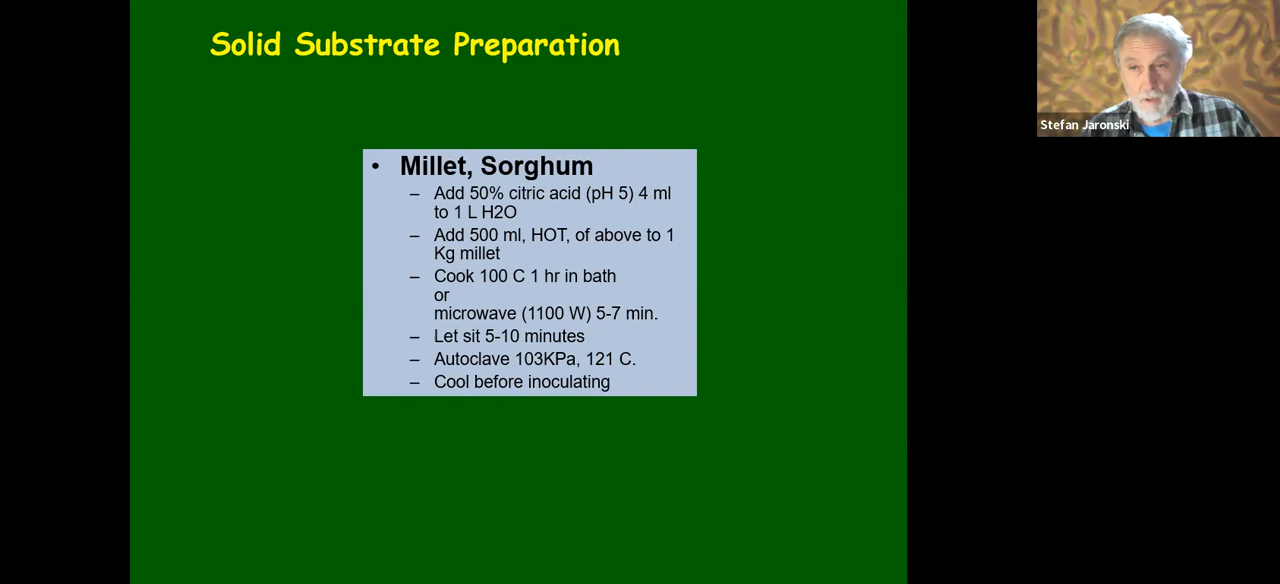 Solid Substrate Preparation
• Millet, Sorghum
– Add 50% citric acid (pH 5) 4 ml
to 1 L H2O
– Add 500 ml, HOT, of above to 1
Kg millet
– Cook 100 C 1 hr in bath
or
microwave (1100 W) 5-7 min.
– Let sit 5-10 minutes
– Autoclave 103KPa, 121 C.
– Cool before inoculating
Stefan Jaronski